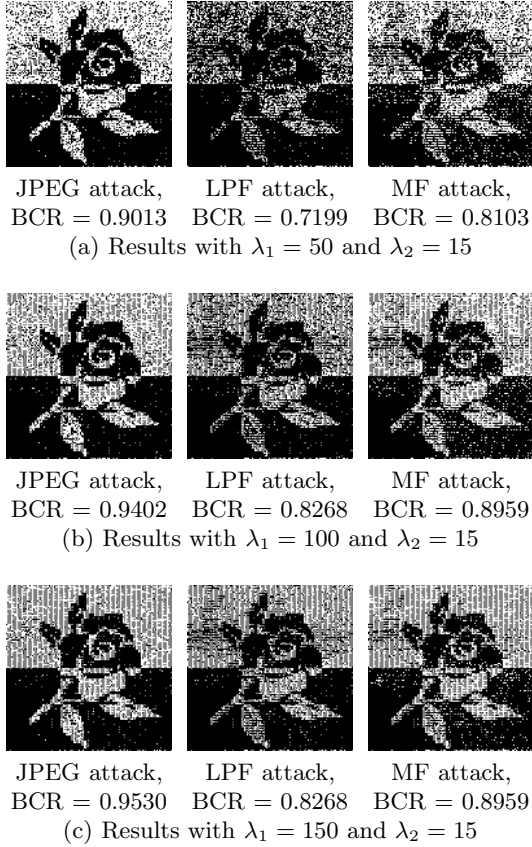 JPEG attack, LPF attack, MF attack,
BCR = 0.9013 BCR = 0.7199 BCR = 0.8103
(a) Results with λ₁ = 50 and λ₂ = 15
JPEG attack, LPF attack, MF attack,
BCR = 0.9402 BCR = 0.8268 BCR = 0.8959
(b) Results with λ₁ = 100 and λ₂ = 15
JPEG attack, LPF attack, MF attack,
BCR = 0.9530 BCR = 0.8268 BCR = 0.8959
(c) Results with λ₁ = 150 and λ₂ = 15